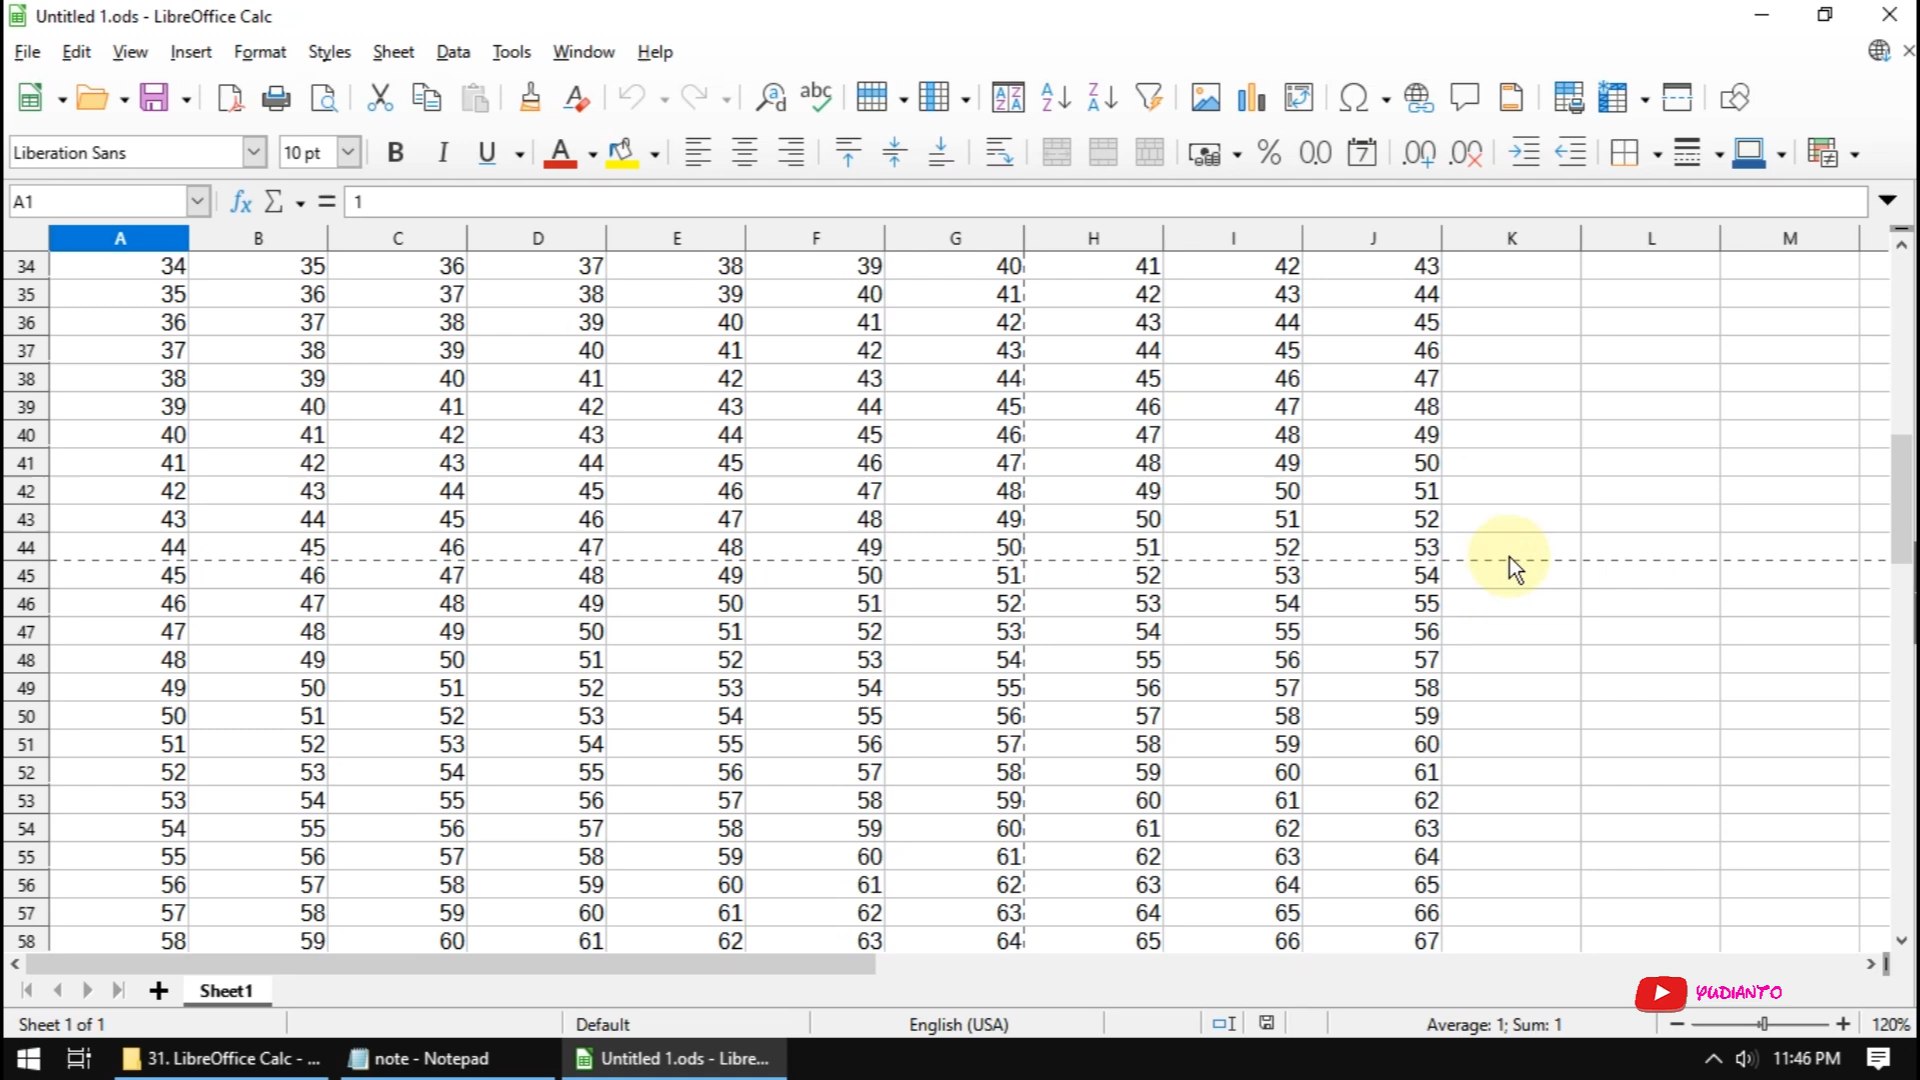 Untitled 1.ods - LibreOffice Calc
File Edit View Insert Format Styles Sheet Data Tools Window Help
Liberation Sans 10 pt
A1 1
A B C D E F G H I J K L M
34 34 35 36 37 38 39 40 41 42 43
35 35 36 37 38 39 40 41 42 43 44
36 36 37 38 39 40 41 42 43 44 45
37 37 38 39 40 41 42 43 44 45 46
38 38 39 40 41 42 43 44 45 46 47
39 39 40 41 42 43 44 45 46 47 48
40 40 41 42 43 44 45 46 47 48 49
41 41 42 43 44 45 46 47 48 49 50
42 42 43 44 45 46 47 48 49 50 51
43 43 44 45 46 47 48 49 50 51 52
44 44 45 46 47 48 49 50 51 52 53
45 45 46 47 48 49 50 51 52 53 54
46 46 47 48 49 50 51 52 53 54 55
47 47 48 49 50 51 52 53 54 55 56
48 48 49 50 51 52 53 54 55 56 57
49 49 50 51 52 53 54 55 56 57 58
50 50 51 52 53 54 55 56 57 58 59
51 51 52 53 54 55 56 57 58 59 60
52 52 53 54 55 56 57 58 59 60 61
53 53 54 55 56 57 58 59 60 61 62
54 54 55 56 57 58 59 60 61 62 63
55 55 56 57 58 59 60 61 62 63 64
56 56 57 58 59 60 61 62 63 64 65
57 57 58 59 60 61 62 63 64 65 66
58 58 59 60 61 62 63 64 65 66 67
Sheet1
YUDIANTO
Sheet 1 of 1 Default English (USA) Average: 1; Sum: 1 120%
31. LibreOffice Calc - ... note - Notepad Untitled 1.ods - Libre... 11:46 PM